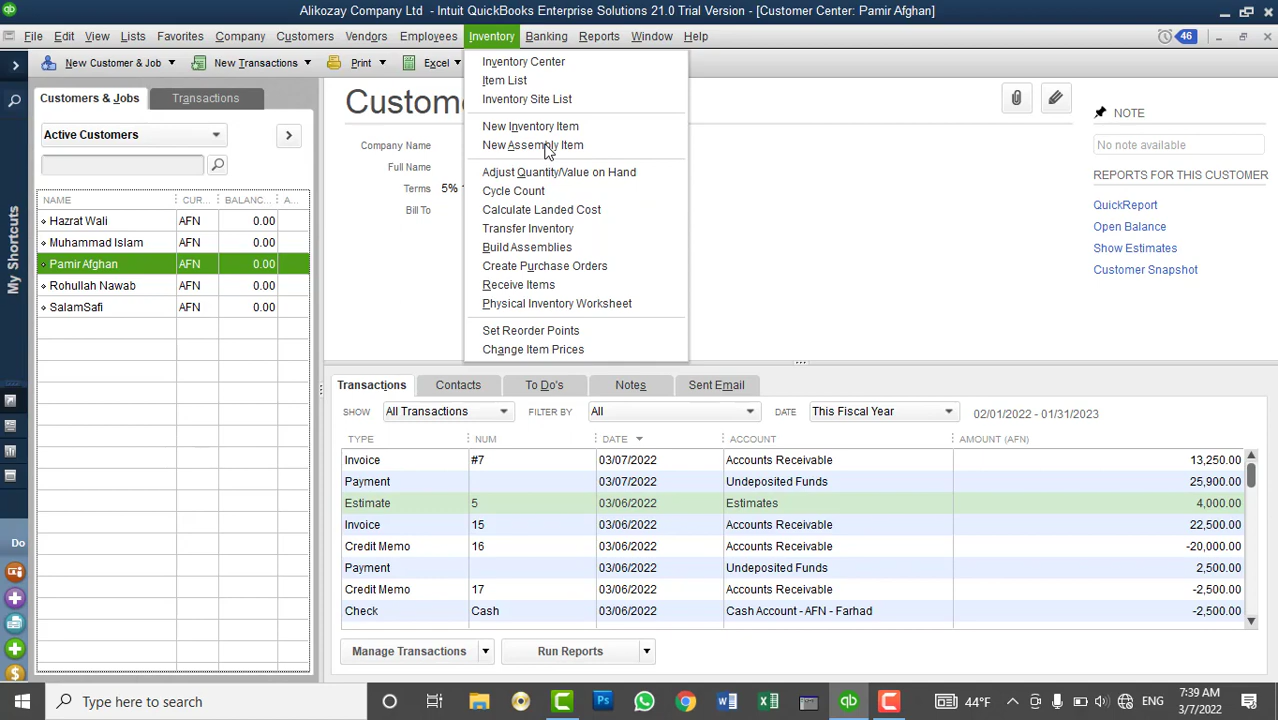 Alikozay Company Ltd - Intuit QuickBooks Enterprise Solutions 21.0 Trial Version - [Customer Center: Pamir Afghan]
File Edit View Lists Favorites Company Customers Vendors Employees Inventory Banking Reports Window Help 46
New Customer & Job New Transactions Print Excel
Customers & Jobs Transactions
Active Customers
NAME CUR... BALANC... A...
Hazrat Wali AFN 0.00
Muhammad Islam AFN 0.00
Pamir Afghan AFN 0.00
Rohullah Nawab AFN 0.00
SalamSafi AFN 0.00
My Shortcuts
Do
Custom
Company Name
Full Name
Terms 5% 1
Bill To
Inventory Center
Item List
Inventory Site List
New Inventory Item
New Assembly Item
Adjust Quantity/Value on Hand
Cycle Count
Calculate Landed Cost
Transfer Inventory
Build Assemblies
Create Purchase Orders
Receive Items
Physical Inventory Worksheet
Set Reorder Points
Change Item Prices
NOTE
No note available
REPORTS FOR THIS CUSTOMER
QuickReport
Open Balance
Show Estimates
Customer Snapshot
Transactions Contacts To Do's Notes Sent Email
SHOW All Transactions FILTER BY All DATE This Fiscal Year 02/01/2022 - 01/31/2023
TYPE NUM DATE ACCOUNT AMOUNT (AFN)
Invoice #7 03/07/2022 Accounts Receivable 13,250.00
Payment 03/07/2022 Undeposited Funds 25,900.00
Estimate 5 03/06/2022 Estimates 4,000.00
Invoice 15 03/06/2022 Accounts Receivable 22,500.00
Credit Memo 16 03/06/2022 Accounts Receivable -20,000.00
Payment 03/06/2022 Undeposited Funds 2,500.00
Credit Memo 17 03/06/2022 Accounts Receivable -2,500.00
Check Cash 03/06/2022 Cash Account - AFN - Farhad -2,500.00
Manage Transactions Run Reports
Type here to search 44°F ENG 7:39 AM
3/7/2022